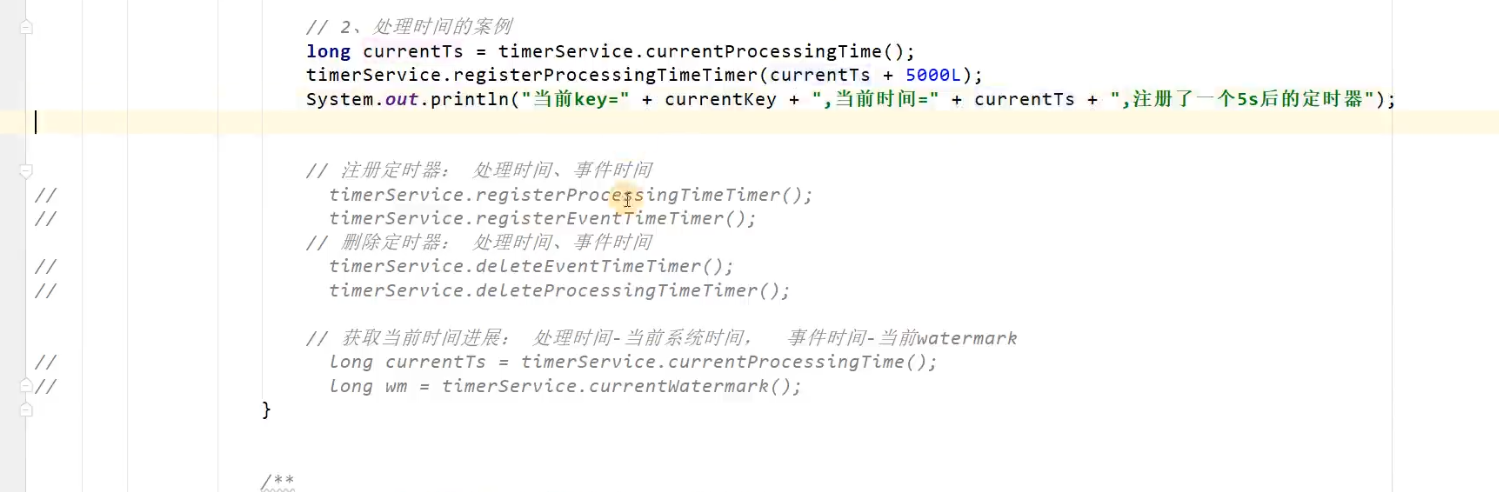 // 2、处理时间的案例
long currentTs = timerService.currentProcessingTime();
timerService.registerProcessingTimeTimer(currentTs + 5000L);
System.out.println("当前key=" + currentKey + ",当前时间=" + currentTs + ",注册了一个5s后的定时器");
// 注册定时器： 处理时间、事件时间
// timerService.registerProcessingTimeTimer();
// timerService.registerEventTimeTimer();
// 删除定时器： 处理时间、事件时间
// timerService.deleteEventTimeTimer();
// timerService.deleteProcessingTimeTimer();
// 获取当前时间进展： 处理时间-当前系统时间， 事件时间-当前watermark
// long currentTs = timerService.currentProcessingTime();
// long wm = timerService.currentWatermark();
}
/**